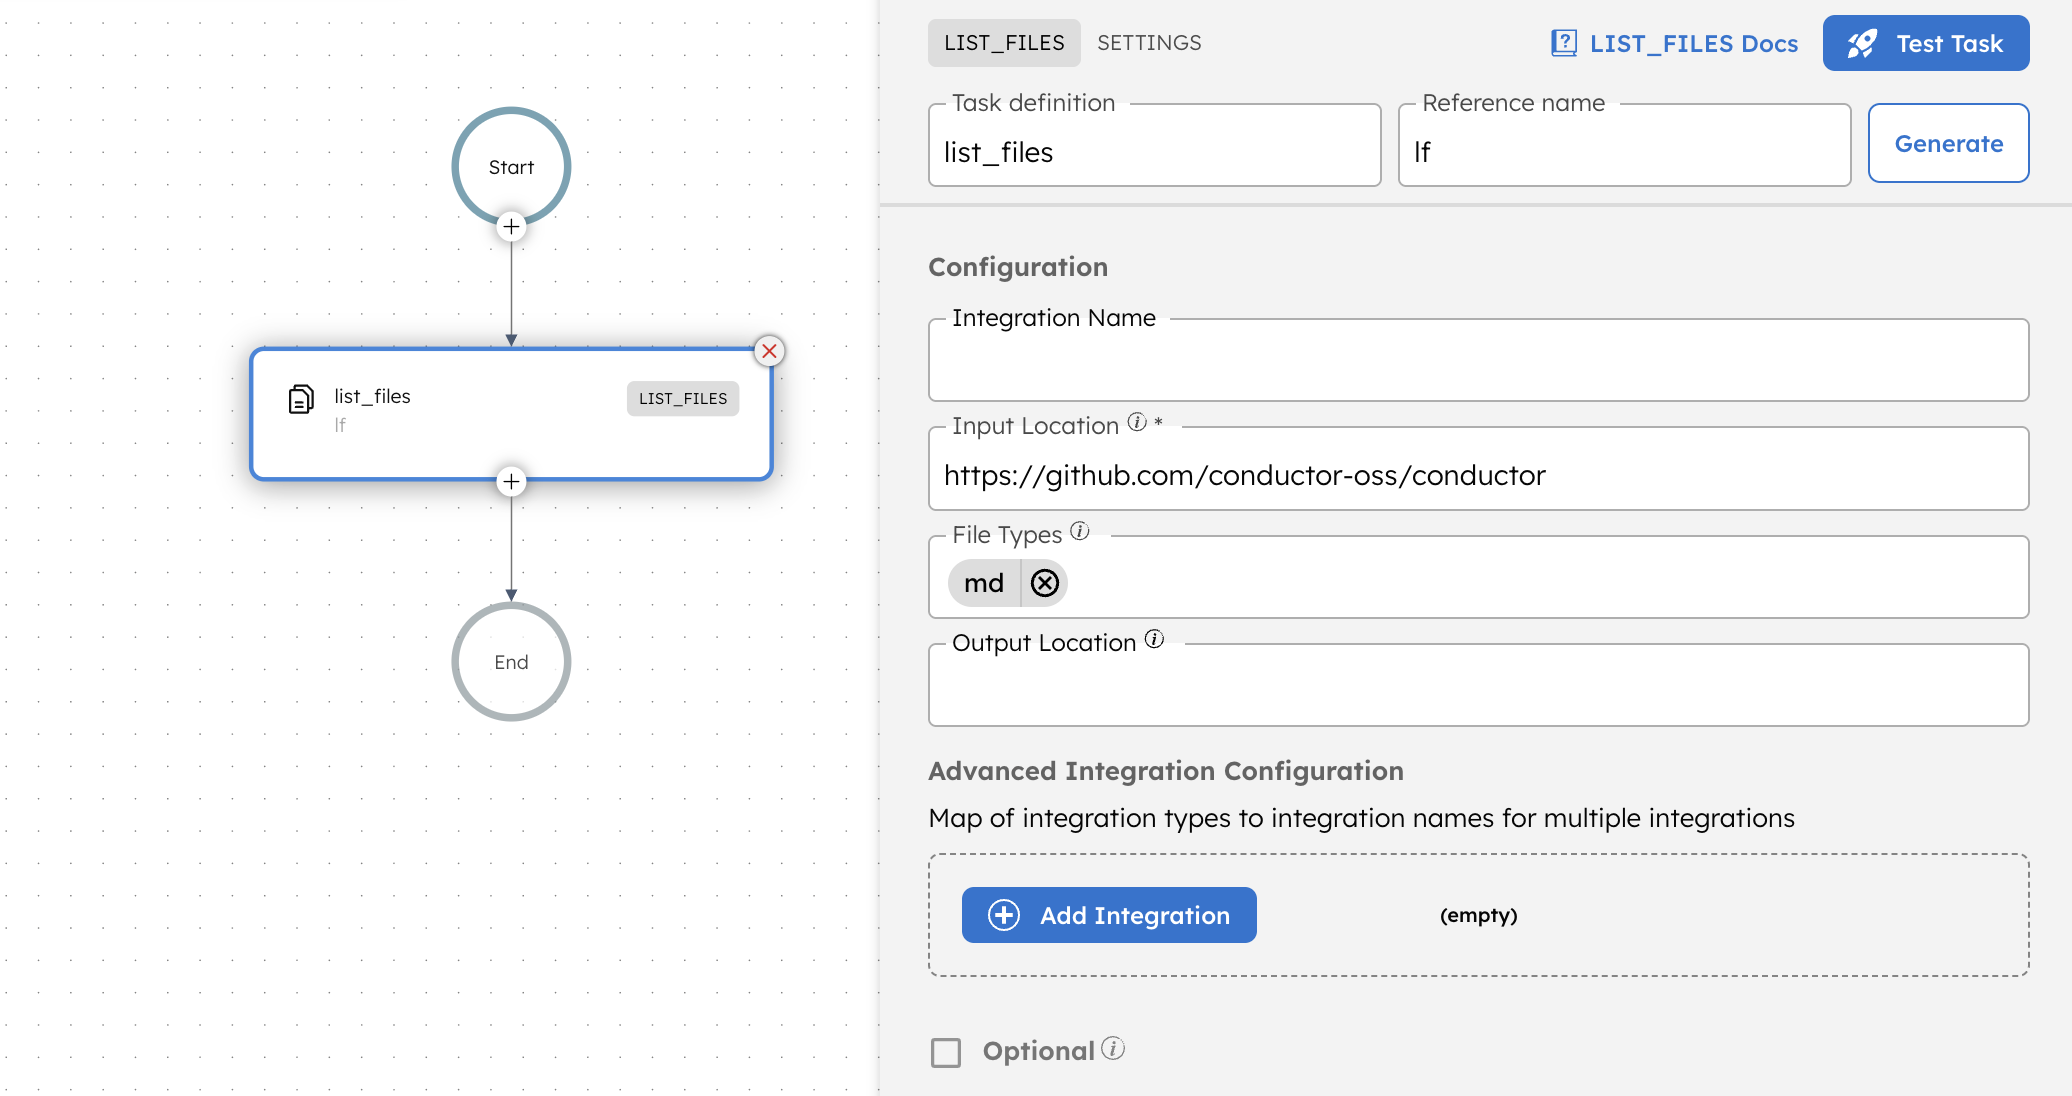 Start
list_files
lf
LIST_FILES
End
LIST_FILES SETTINGS
LIST_FILES Docs
Test Task
Task definition
list_files
Reference name
lf
Generate
Configuration
Integration Name
Input Location *
https://github.com/conductor-oss/conductor
File Types
md
Output Location
Advanced Integration Configuration
Map of integration types to integration names for multiple integrations
Add Integration
(empty)
Optional